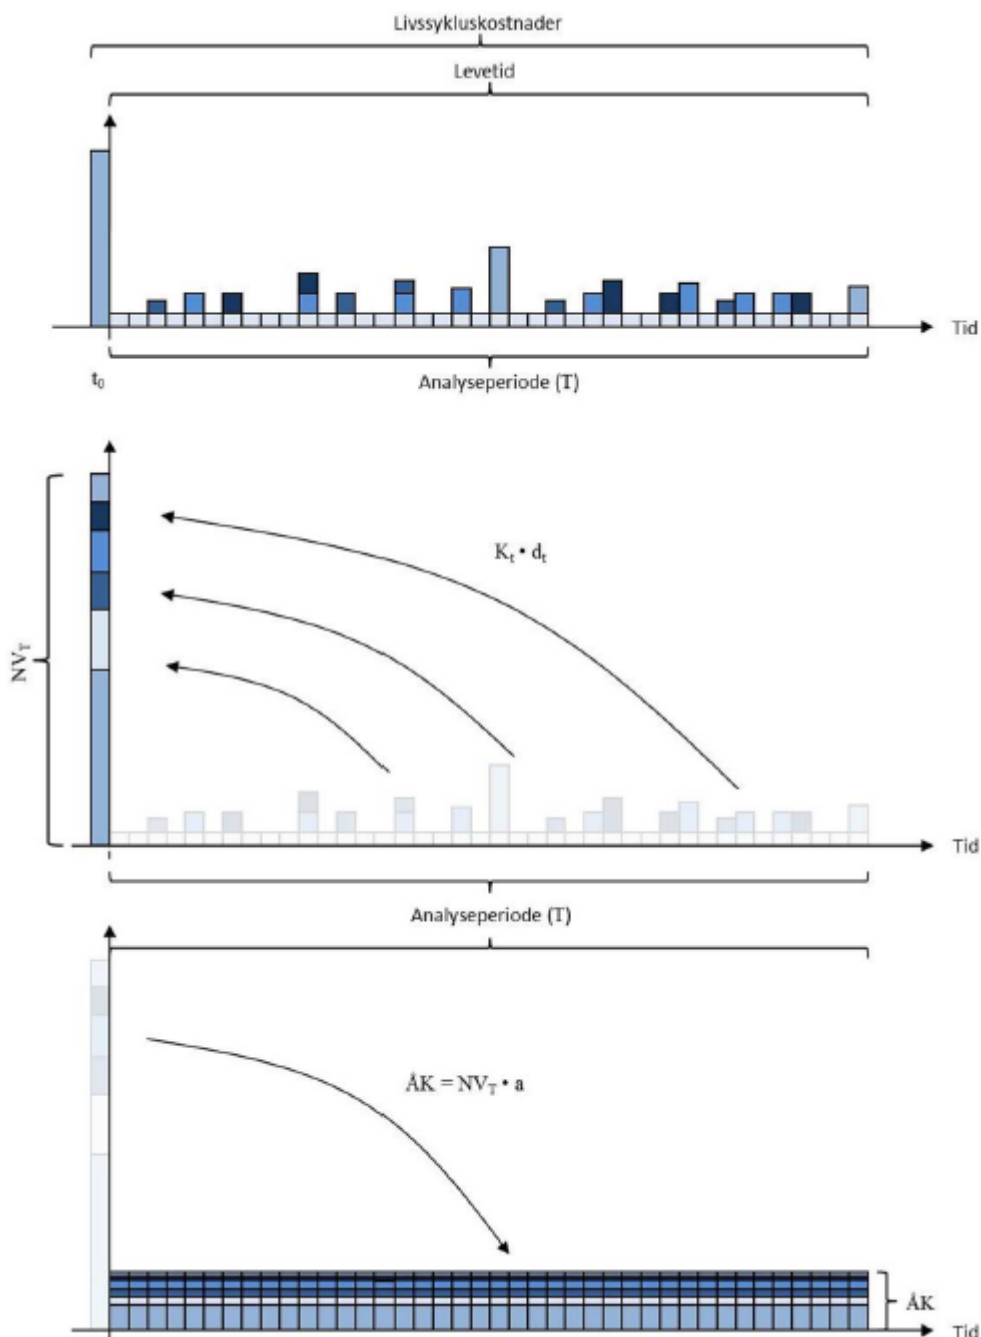 Livssykluskostnader
Levetid
Tid
t₀
Analyseperiode (T)
NV_T
K_t • d_t
Tid
Analyseperiode (T)
ÅK = NV_T • a
ÅK
Tid